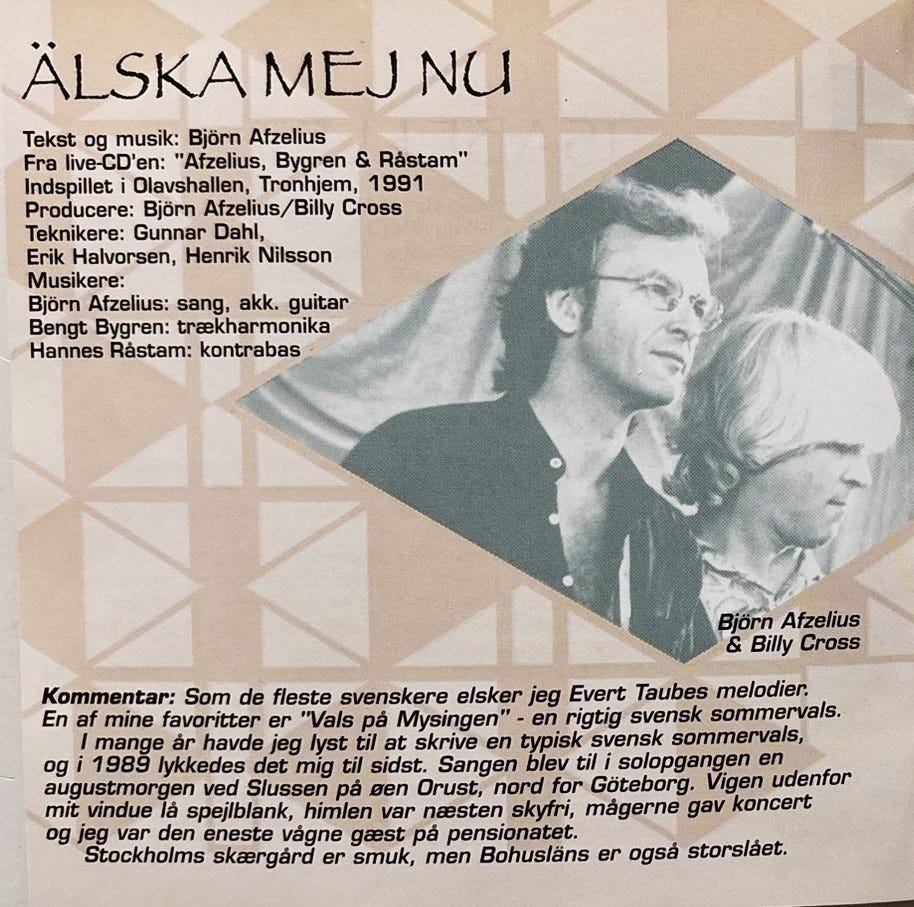 ÄLSKA MEJ NU
Tekst og musik: Björn Afzelius
Fra live-CD'en: "Afzelius, Bygren & Råstam"
Indspillet i Olavshallen, Tronhjem, 1991
Producere: Björn Afzelius/Billy Cross
Teknikere: Gunnar Dahl,
Erik Halvorsen, Henrik Nilsson
Musikere:
Björn Afzelius: sang, akk. guitar
Bengt Bygren: trækharmonika
Hannes Råstam: kontrabas
Björn Afzelius
& Billy Cross
Kommentar: Som de fleste svenskere elsker jeg Evert Taubes melodier.
En af mine favoritter er "Vals på Mysingen" - en rigtig svensk sommervals.
I mange år havde jeg lyst til at skrive en typisk svensk sommervals,
og i 1989 lykkedes det mig til sidst. Sangen blev til i solopgangen en
augustmorgen ved Slussen på øen Orust, nord for Göteborg. Vigen udenfor
mit vindue lå spejlblank, himlen var næsten skyfri, mågerne gav koncert
og jeg var den eneste vågne gæst på pensionatet.
Stockholms skærgård er smuk, men Bohusläns er også storslået.